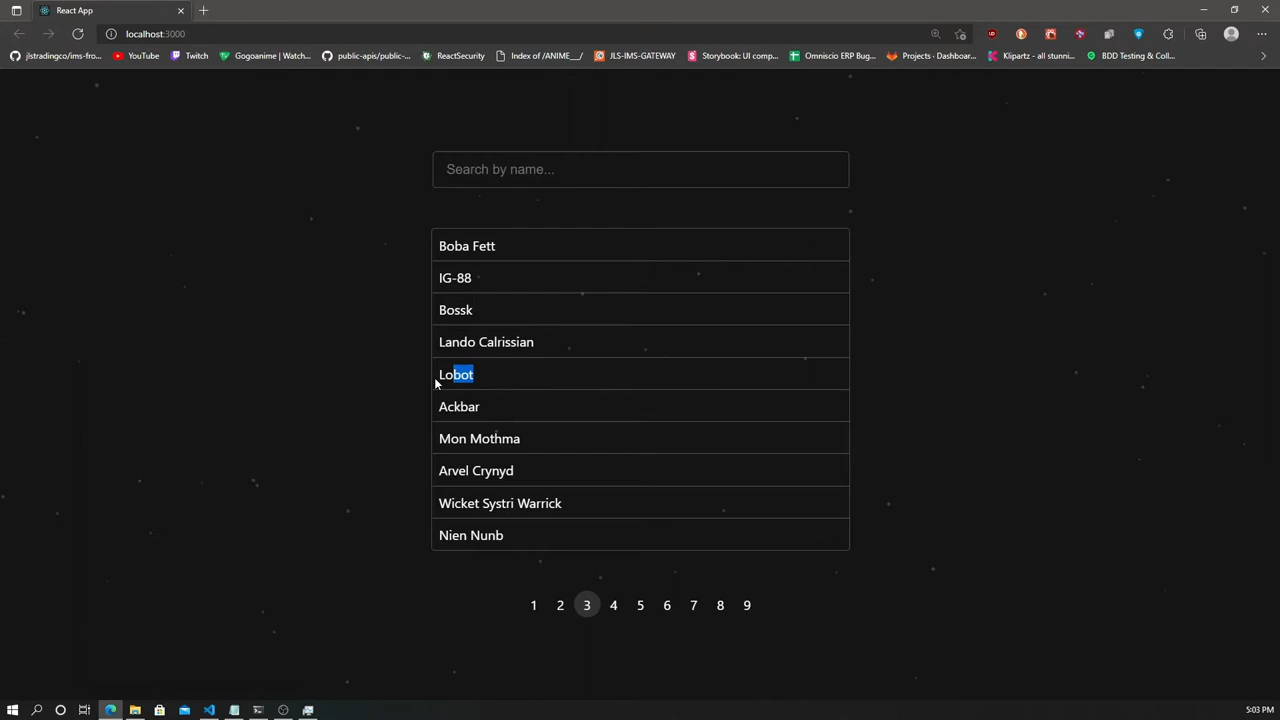 React App
localhost:3000
jlstradingco/ims-fro...
YouTube
Twitch
Gogoanime | Watch...
public-apis/public-...
ReactSecurity
Index of /ANIME__/
JLS-IMS-GATEWAY
Storybook: UI comp...
Omniscio ERP Bug...
Projects · Dashboar...
Klipartz - all stunni...
BDD Testing & Coll...
Search by name...
Boba Fett
IG-88
Bossk
Lando Calrissian
Lobot
Ackbar
Mon Mothma
Arvel Crynyd
Wicket Systri Warrick
Nien Nunb
1 2 3 4 5 6 7 8 9
5:03 PM